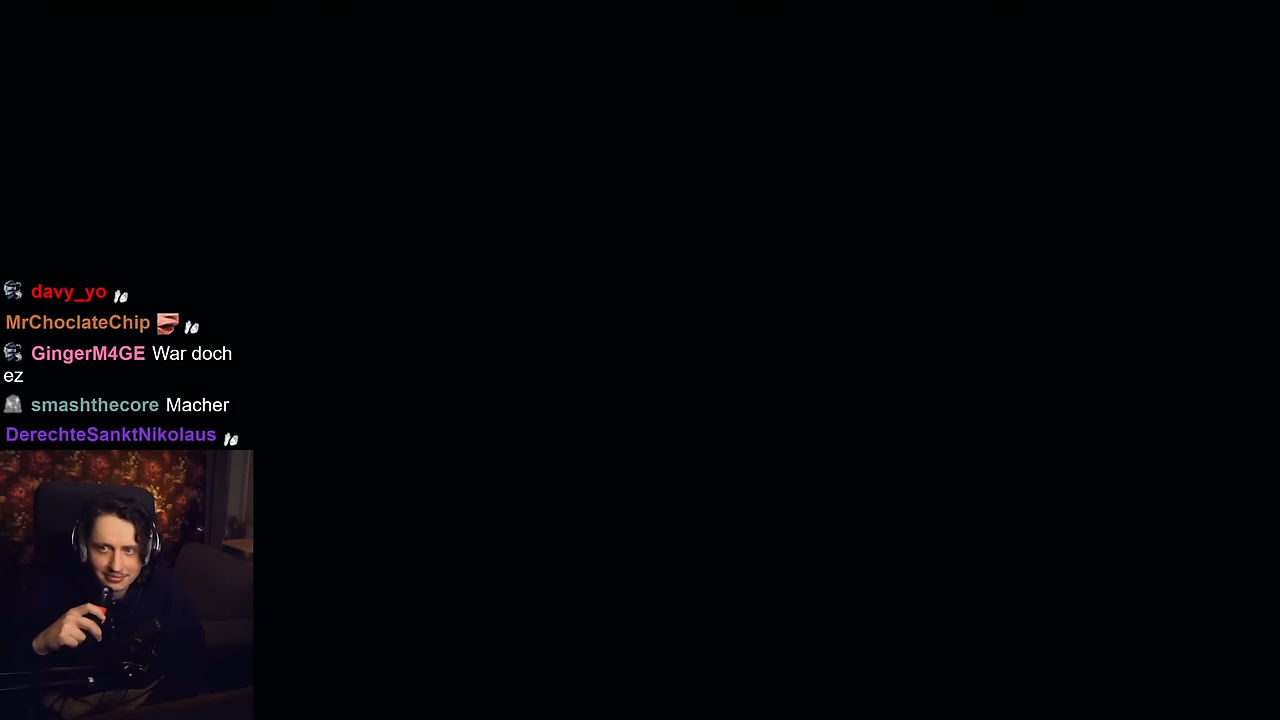 davy_yo
MrChoclateChip
GingerM4GE War doch
ez
smashthecore Macher
DerechteSanktNikolaus